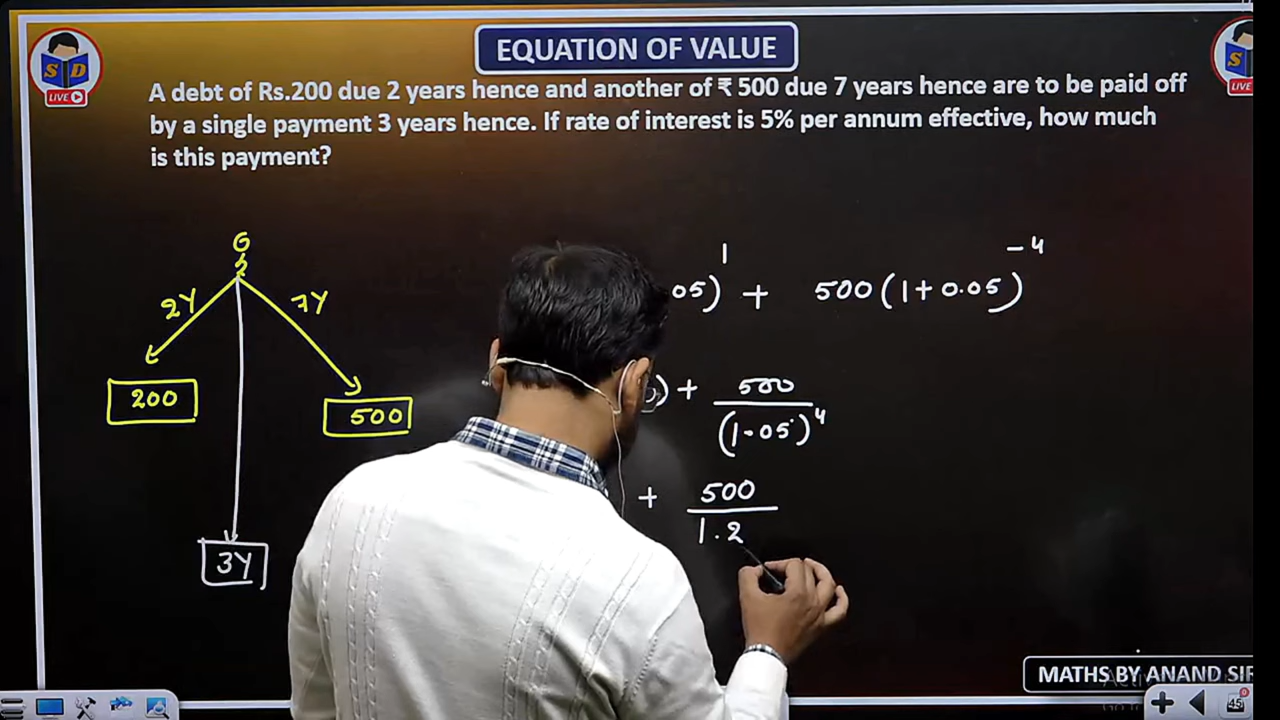 EQUATION OF VALUE
S D
LIVE
S
LIVE
A debt of Rs.200 due 2 years hence and another of ₹ 500 due 7 years hence are to be paid off
by a single payment 3 years hence. If rate of interest is 5% per annum effective, how much
is this payment?
2Y
7Y
200
500
3Y
05)¹ + 500 (1+0.05)⁻⁴
) + 500
(1.05)⁴
+ 500
1.2
MATHS BY ANAND SIR
45